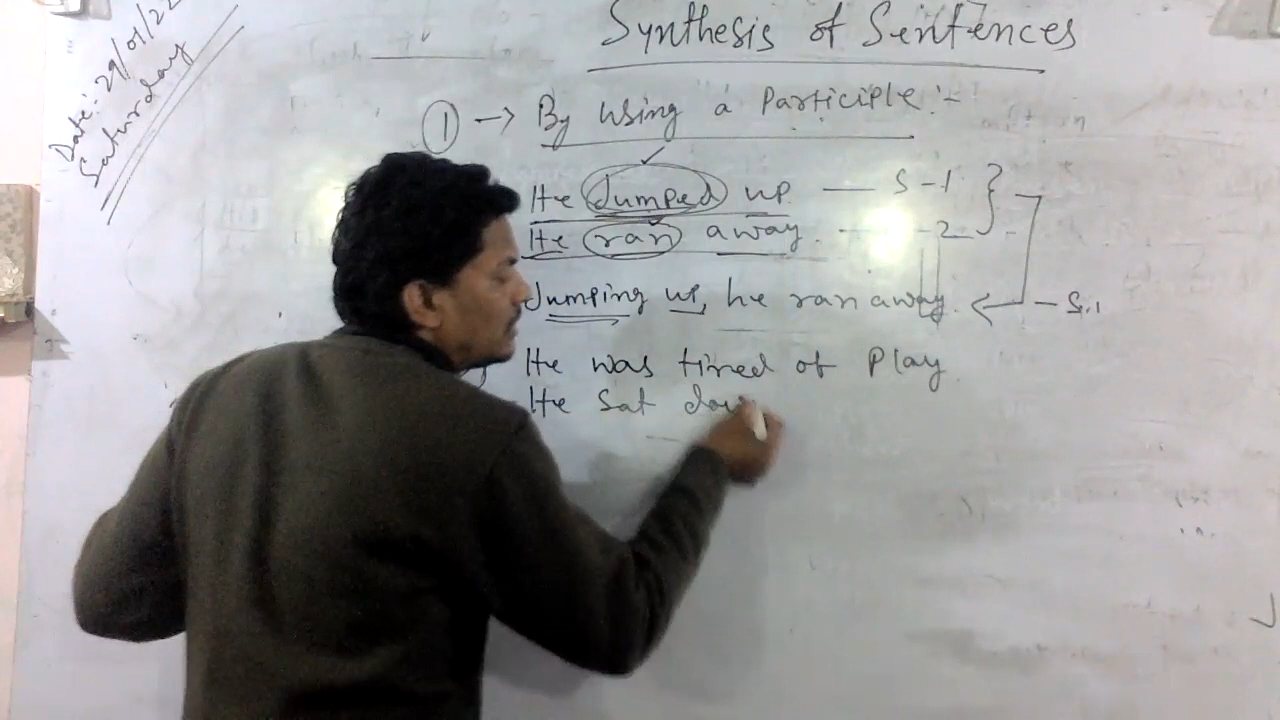 Date:- 29/01/22
Saturday
Synthesis of Sentences
1 → By using a Participle :-
He Jumped up. — S-1
He ran away. — -2
Jumping up, he ran away. — S.1
He was tired of Play.
He Sat dow